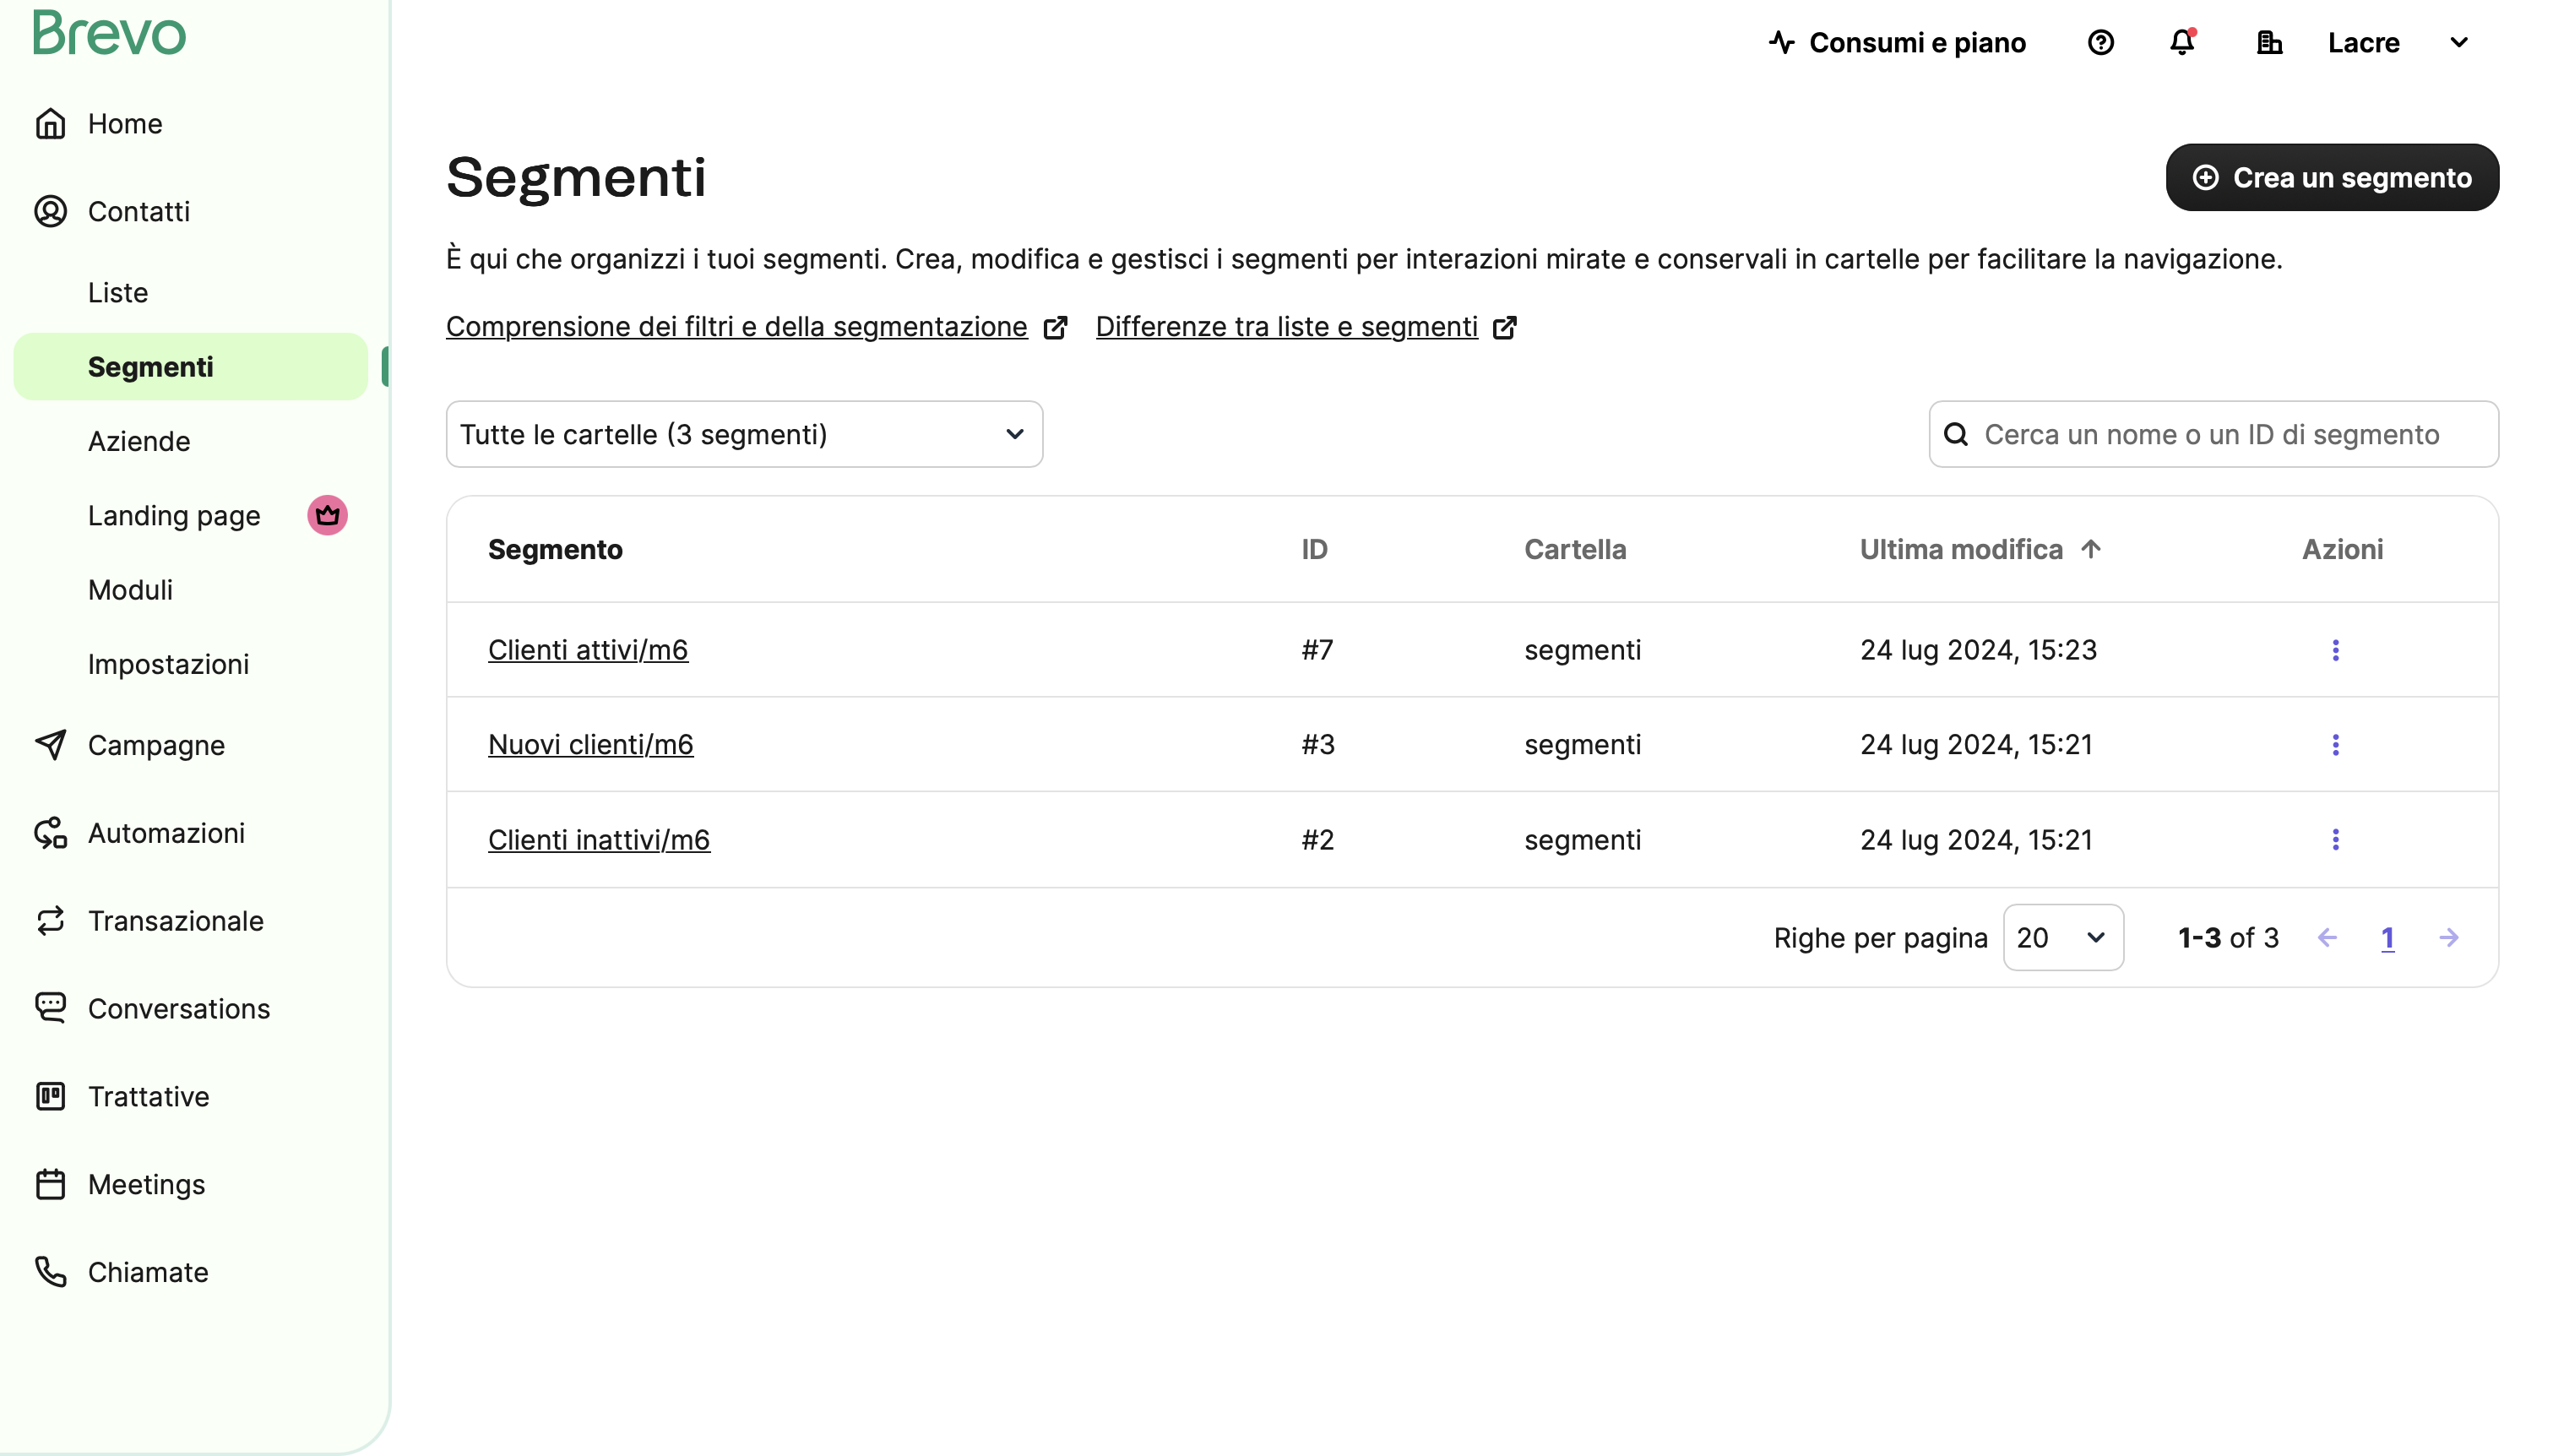 Brevo
Consumi e piano
Lacre
Home
Contatti
Liste
Segmenti
Aziende
Landing page
Moduli
Impostazioni
Campagne
Automazioni
Transazionale
Conversations
Trattative
Meetings
Chiamate
Segmenti
Crea un segmento
È qui che organizzi i tuoi segmenti. Crea, modifica e gestisci i segmenti per interazioni mirate e conservali in cartelle per facilitare la navigazione.
Comprensione dei filtri e della segmentazione Differenze tra liste e segmenti
Tutte le cartelle (3 segmenti) Cerca un nome o un ID di segmento
Segmento ID Cartella Ultima modifica Azioni
Clienti attivi/m6 #7 segmenti 24 lug 2024, 15:23
Nuovi clienti/m6 #3 segmenti 24 lug 2024, 15:21
Clienti inattivi/m6 #2 segmenti 24 lug 2024, 15:21
Righe per pagina 20 1-3 of 3 1